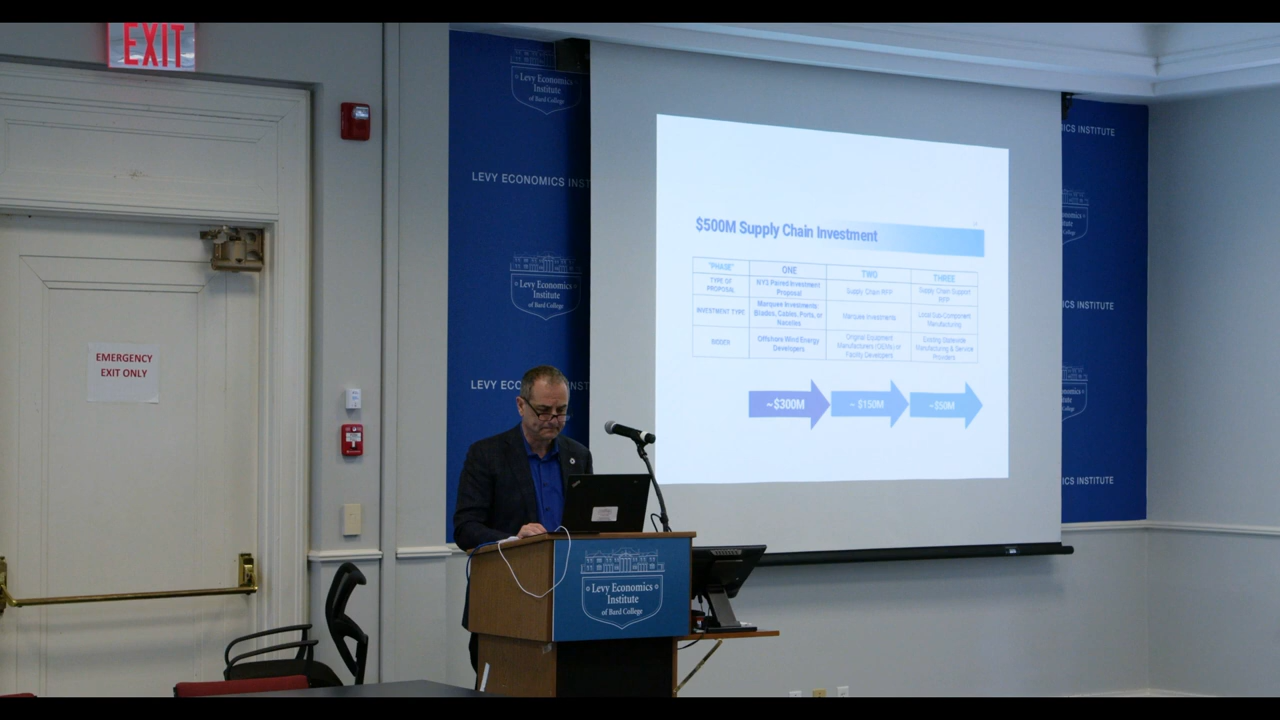 EXIT
Levy Economics
Institute
of Bard College
LEVY ECONOMICS INST
ICS INSTITUTE
Levy Economics
Institute
of Bard College
ICS INSTITUTE
LEVY ECO
ICS INSTITUTE
EMERGENCY
EXIT ONLY
$500M Supply Chain Investment
"PHASE" ONE TWO THREE
TYPE OF PROPOSAL NY3 Paired Investment Proposal Supply Chain RFP Supply Chain Support RFP
INVESTMENT TYPE Marquee Investments: Blades, Cables, Ports, or Nacelles Marquee Investments Local Sub-Component Manufacturing
Offshore Wind Energy Developers Original Equipment Manufacturers (OEMs) or Facility Developers Existing Statewide Manufacturing & Service Providers
~$300M ~ $150M ~$50M
Levy Economics
Institute
of Bard College